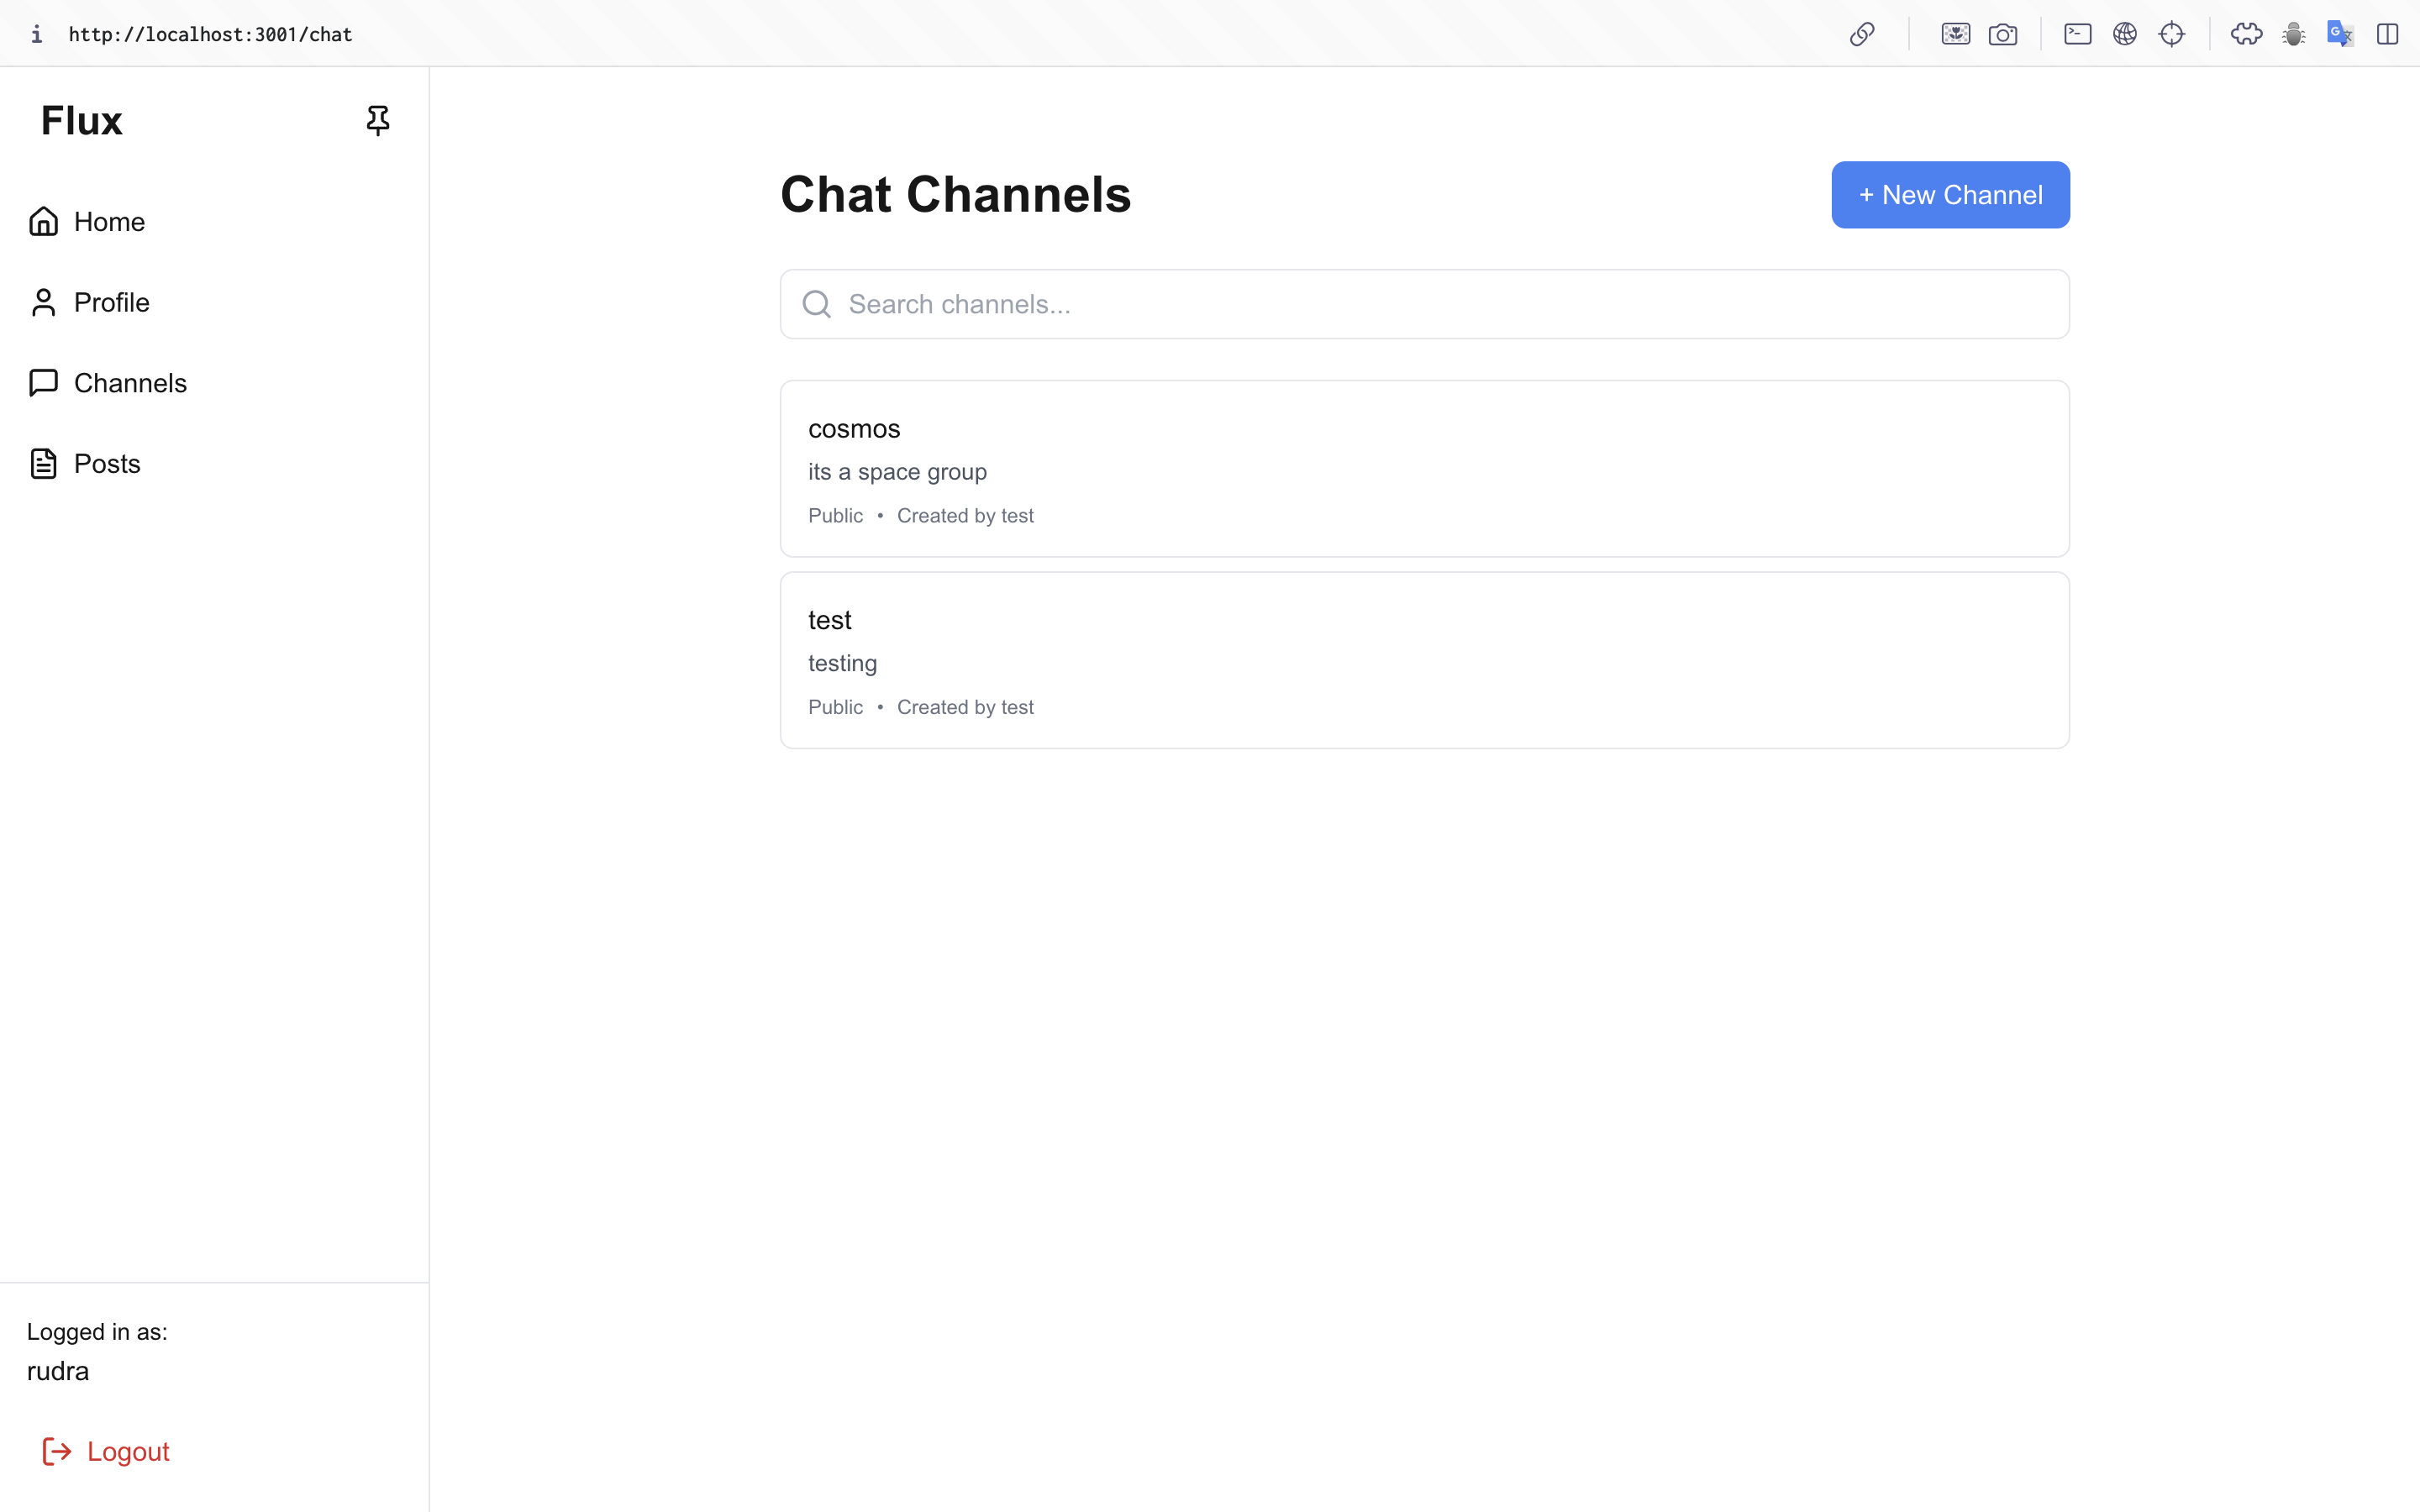 http://localhost:3001/chat
Flux
Home
Profile
Channels
Posts
Logged in as:
rudra
Logout
Chat Channels
+ New Channel
Search channels...
cosmos
its a space group
Public • Created by test
test
testing
Public • Created by test